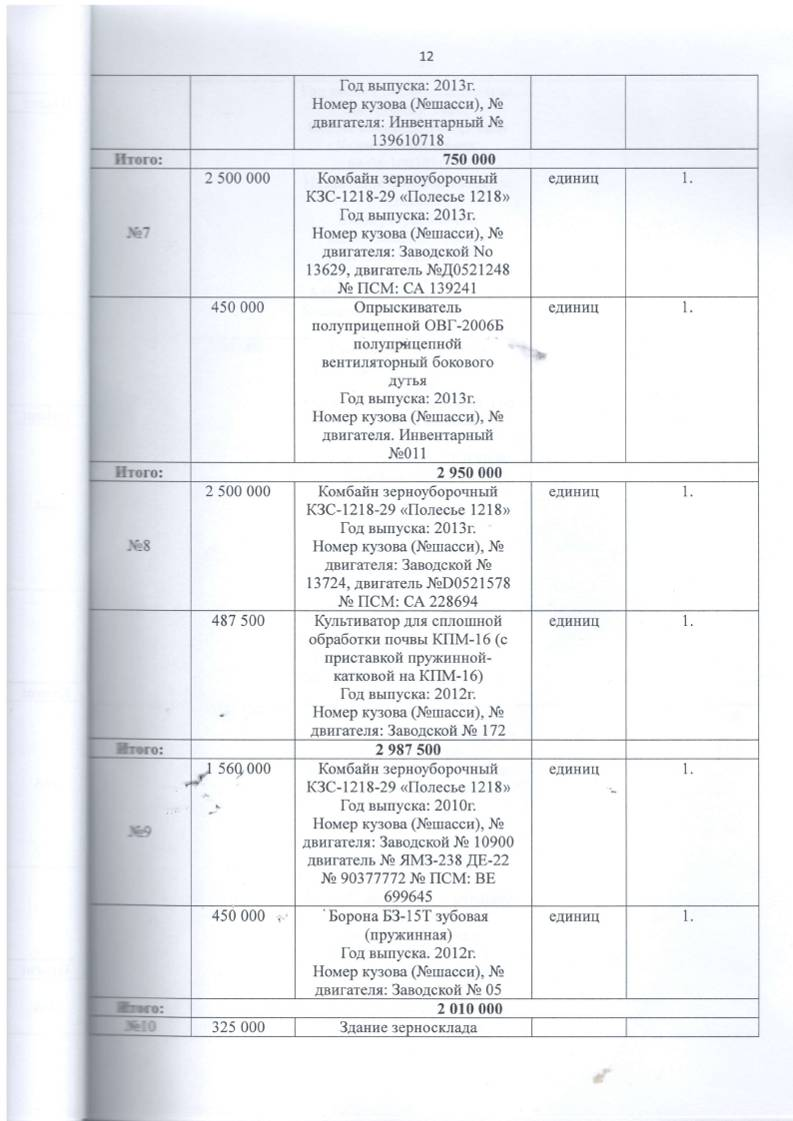 12
Год выпуска: 2013г.
Номер кузова (№шасси), №
двигателя: Инвентарный №
139610718
Итого: 750 000
№7 2 500 000 Комбайн зерноуборочный единиц 1.
КЗС-1218-29 «Полесье 1218»
Год выпуска: 2013г.
Номер кузова (№шасси), №
двигателя: Заводской No
13629, двигатель №Д0521248
№ ПСМ: СА 139241
450 000 Опрыскиватель единиц 1.
полуприцепной ОВГ-2006Б
полуприцепной
вентиляторный бокового
дутья
Год выпуска: 2013г.
Номер кузова (№шасси), №
двигателя. Инвентарный
№011
Итого: 2 950 000
№8 2 500 000 Комбайн зерноуборочный единиц 1.
КЗС-1218-29 «Полесье 1218»
Год выпуска: 2013г.
Номер кузова (№шасси), №
двигателя: Заводской №
13724, двигатель №D0521578
№ ПСМ: СА 228694
487 500 Культиватор для сплошной единиц 1.
обработки почвы КПМ-16 (с
приставкой пружинной-
катковой на КПМ-16)
Год выпуска: 2012г.
Номер кузова (№шасси), №
двигателя: Заводской № 172
Итого: 2 987 500
№9 1 560 000 Комбайн зерноуборочный единиц 1.
КЗС-1218-29 «Полесье 1218»
Год выпуска: 2010г.
Номер кузова (№шасси), №
двигателя: Заводской № 10900
двигатель № ЯМЗ-238 ДЕ-22
№ 90377772 № ПСМ: ВЕ
699645
450 000 Борона БЗ-15Т зубовая единиц 1.
(пружинная)
Год выпуска. 2012г.
Номер кузова (№шасси), №
двигателя: Заводской № 05
Итого: 2 010 000
№10 325 000 Здание зерносклада